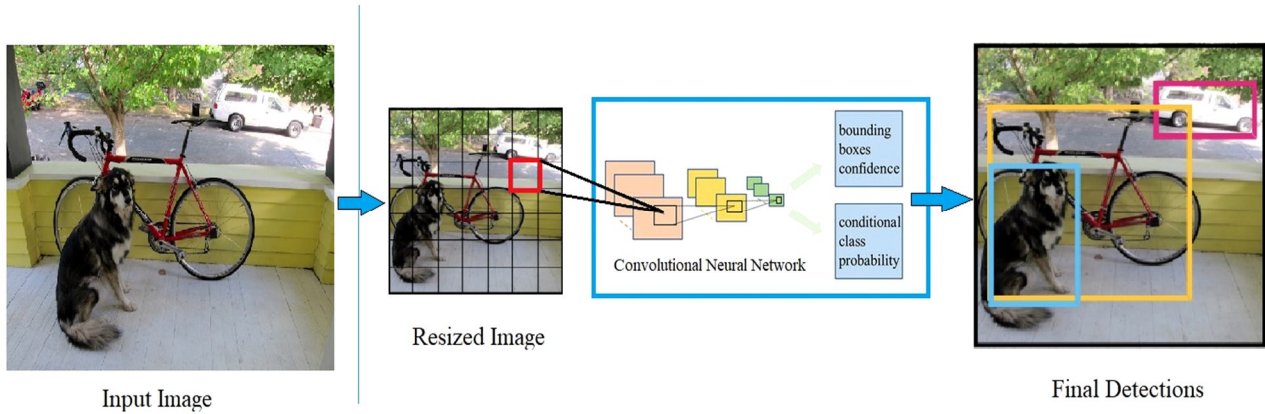 Input Image
Resized Image
Convolutional Neural Network
bounding
boxes
confidence
conditional
class
probability
Final Detections